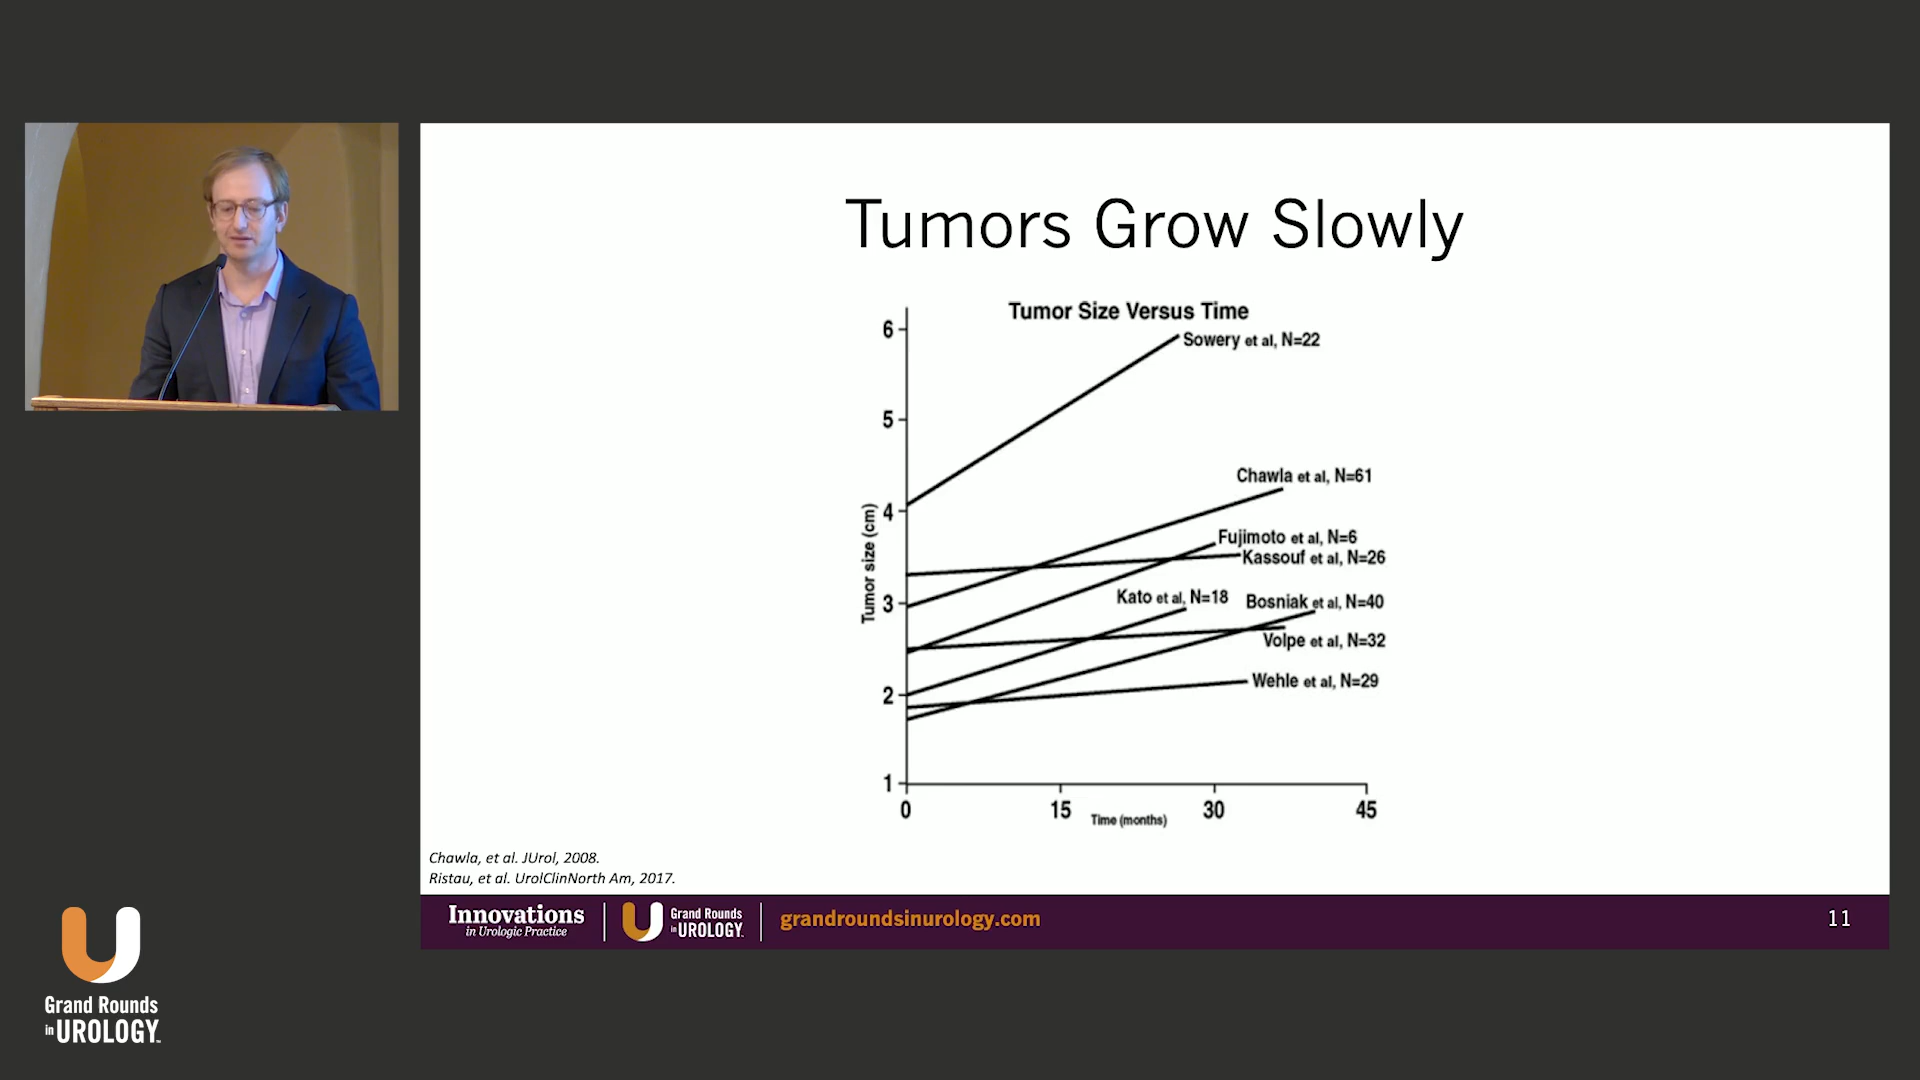 Tumors Grow Slowly
Tumor Size Versus Time
6
5
4
3
2
1
Tumor size (cm)
Sowery et al, N=22
Chawla et al, N=61
Fujimoto et al, N=6
Kassouf et al, N=26
Kato et al, N=18
Bosniak et al, N=40
Volpe et al, N=32
Wehle et al, N=29
0
15
30
45
Time (months)
Chawla, et al. JUrol, 2008.
Ristau, et al. UrolClinNorth Am, 2017.
Innovations
in Urologic Practice
Grand Rounds
in UROLOGY™
grandroundsinurology.com
11
Grand Rounds
in UROLOGY™